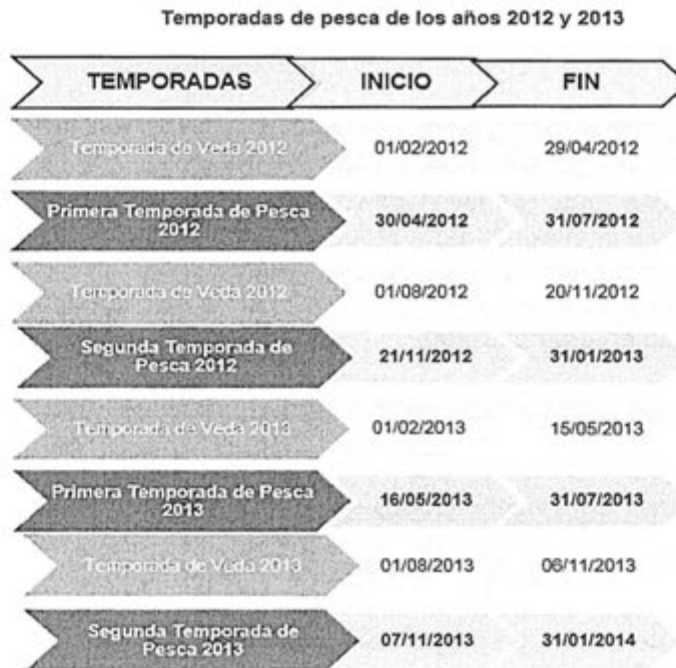 Temporadas de pesca de los años 2012 y 2013
TEMPORADAS INICIO FIN
Temporada de Veda 2012 01/02/2012 29/04/2012
Primera Temporada de Pesca
2012 30/04/2012 31/07/2012
Temporada de Veda 2012 01/08/2012 20/11/2012
Segunda Temporada de
Pesca 2012 21/11/2012 31/01/2013
Temporada de Veda 2013 01/02/2013 15/05/2013
Primera Temporada de Pesca
2013 16/05/2013 31/07/2013
Temporada de Veda 2013 01/08/2013 06/11/2013
Segunda Temporada de
Pesca 2013 07/11/2013 31/01/2014